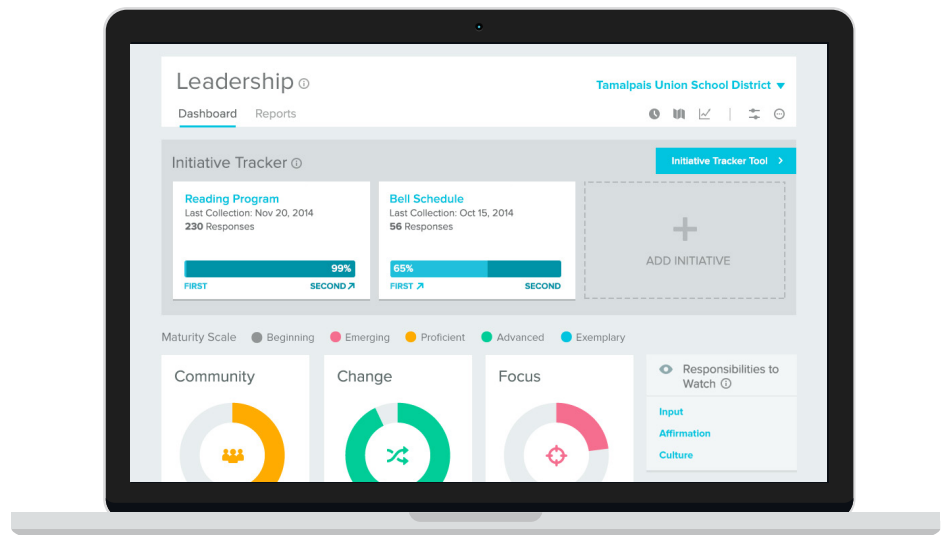 Leadership
Tamalpais Union School District
Dashboard Reports
Initiative Tracker
Initiative Tracker Tool
Reading Program
Last Collection: Nov 20, 2014
230 Responses
99%
FIRST SECOND
Bell Schedule
Last Collection: Oct 15, 2014
56 Responses
65%
FIRST SECOND
ADD INITIATIVE
Maturity Scale Beginning Emerging Proficient Advanced Exemplary
Community
Change
Focus
Responsibilities to
Watch
Input
Affirmation
Culture